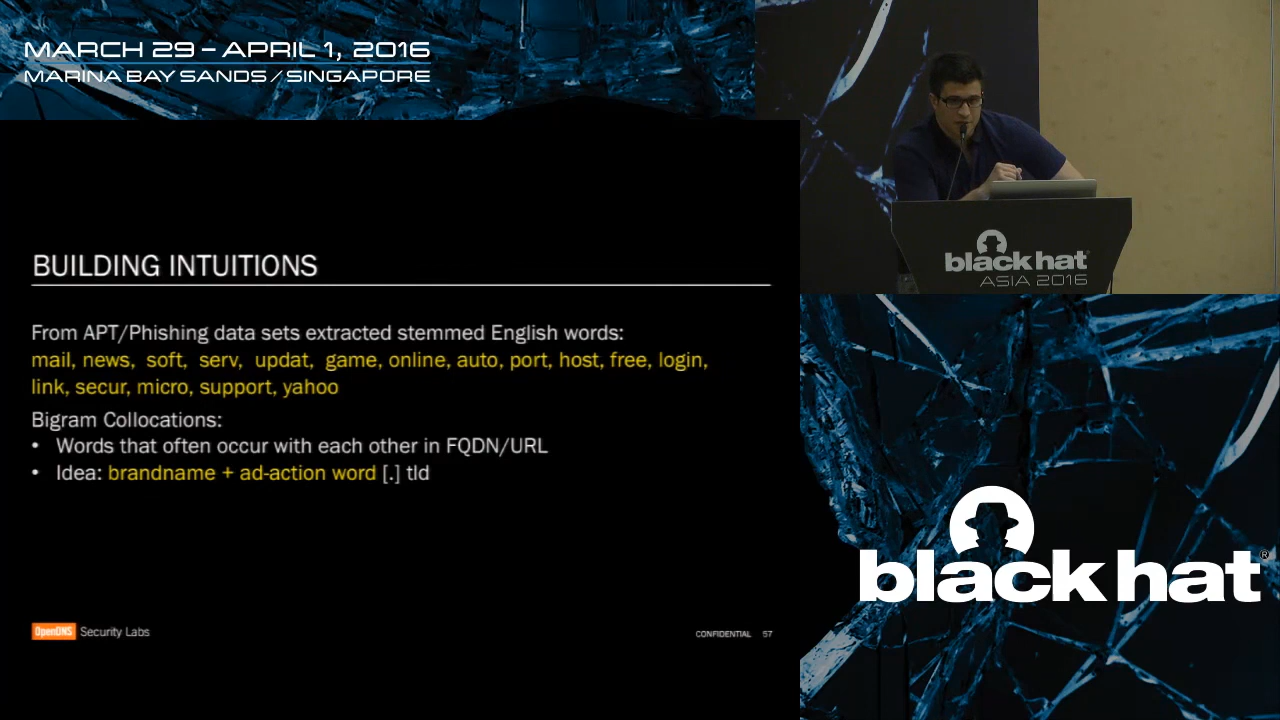 MARCH 29 – APRIL 1, 2016
MARINA BAY SANDS / SINGAPORE
BUILDING INTUITIONS
From APT/Phishing data sets extracted stemmed English words:
mail, news, soft, serv, updat, game, online, auto, port, host, free, login,
link, secur, micro, support, yahoo
Bigram Collocations:
• Words that often occur with each other in FQDN/URL
• Idea: brandname + ad-action word [.] tld
OpenDNS Security Labs
CONFIDENTIAL 57
black hat
ASIA 2016
black hat®